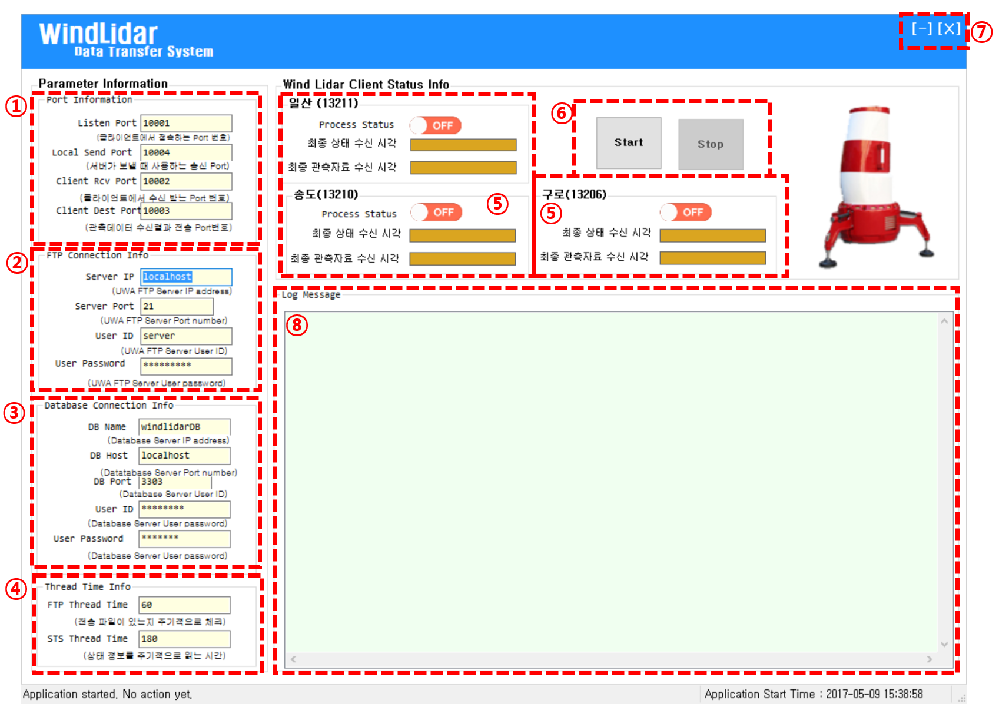 WindLidar
Data Transfer System
[-] [X]
⑦
Parameter Information
①
Port Information
Listen Port 10001
(클라이언트에서 접속하는 Port 번호)
Local Send Port 10004
(서버가 보낼 때 사용하는 송신 Port)
Client Rcv Port 10002
(클라이언트에서 수신 받는 Port 번호)
Client Dest Port 10003
(관측데이터 수신결과 전송 Port번호)
②
FTP Connection Info
Server IP localhost
(UWA FTP Server IP address)
Server Port 21
(UWA FTP Server Port number)
User ID server
(UWA FTP Server User ID)
User Password *********
(UWA FTP Server User password)
③
Database Connection Info
DB Name windlidarDB
(Database Server IP address)
DB Host localhost
(Datatabase Server Port number)
DB Port 3303
(Database Server User ID)
User ID ********
(Database Server User password)
User Password *******
(Database Server User password)
④
Thread Time Info
FTP Thread Time 60
(전송 파일이 있는지 주기적으로 체크)
STS Thread Time 180
(상태 정보를 주기적으로 읽는 시간)
Wind Lidar Client Status Info
일산 (13211)
Process Status OFF
최종 상태 수신 시각
최종 관측자료 수신 시각
⑥
Start
Stop
송도(13210)
⑤
Process Status OFF
최종 상태 수신 시각
최종 관측자료 수신 시각
구로(13206)
⑤
OFF
최종 상태 수신 시각
최종 관측자료 수신 시각
Log Message
⑧
Application started, No action yet,
Application Start Time : 2017-05-09 15:38:58